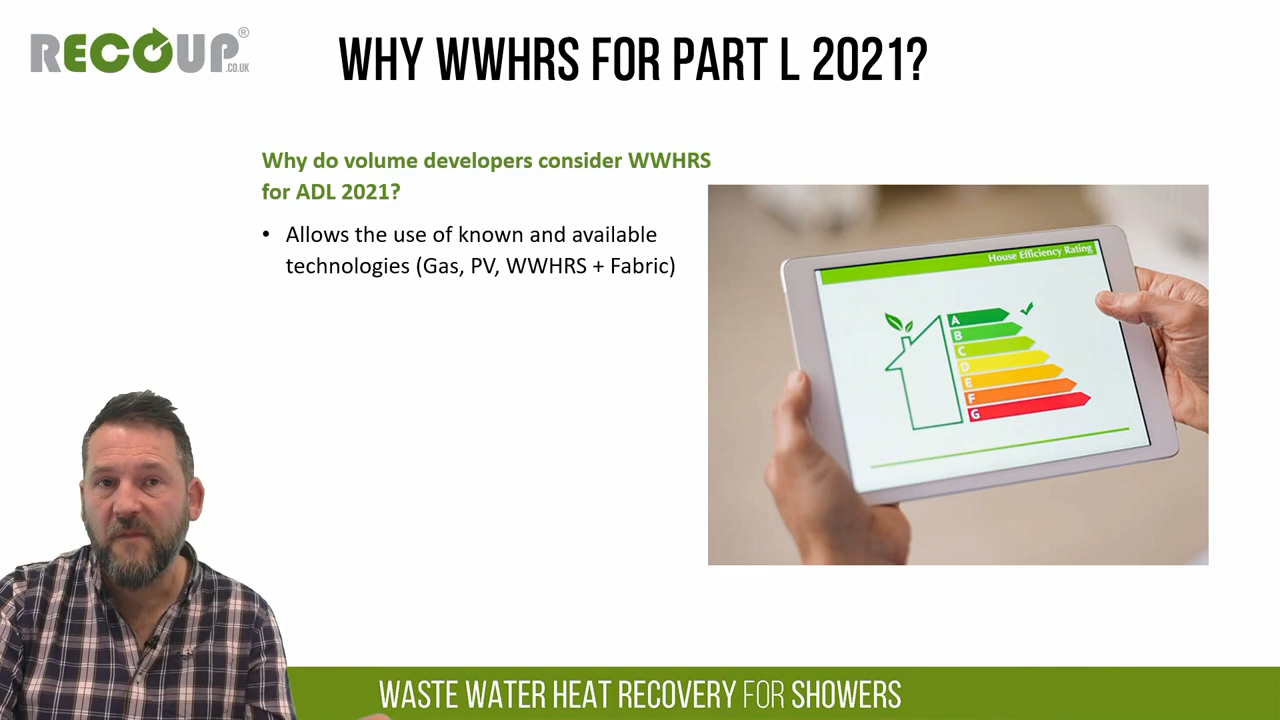 RECOUP®
.CO.UK
WHY WWHRS FOR PART L 2021?
Why do volume developers consider WWHRS
for ADL 2021?
• Allows the use of known and available
technologies (Gas, PV, WWHRS + Fabric)
House Efficiency Rating
A
B
C
D
E
F
G
WASTE WATER HEAT RECOVERY FOR SHOWERS